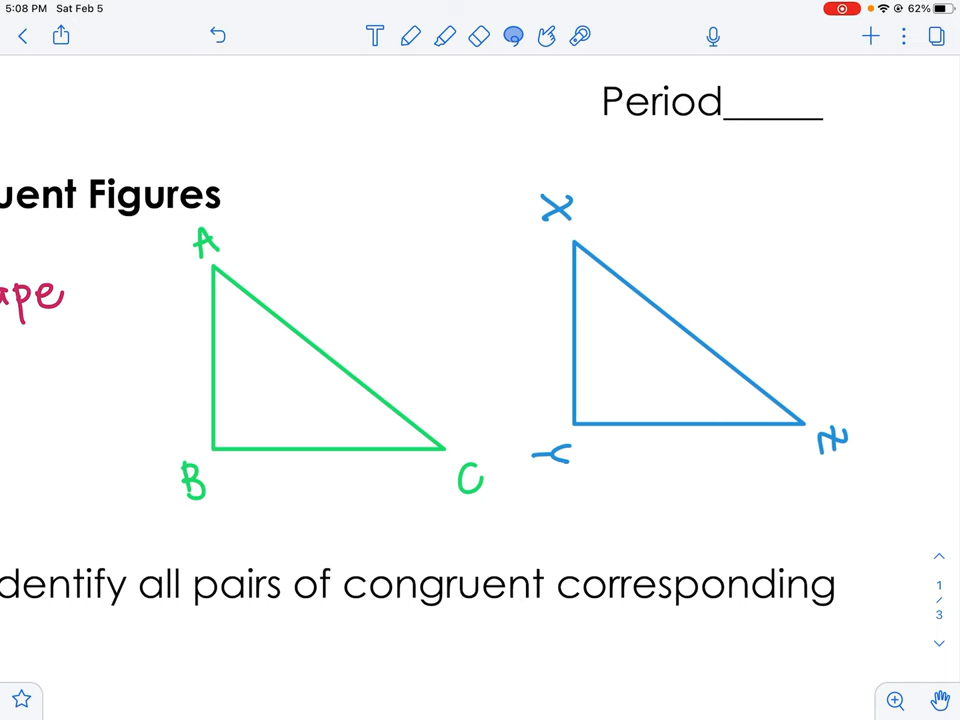 5:08 PM Sat Feb 5 62%
Period_____
uent Figures
X
A
ape
Y
Z
B
C
dentify all pairs of congruent corresponding
1
/
3